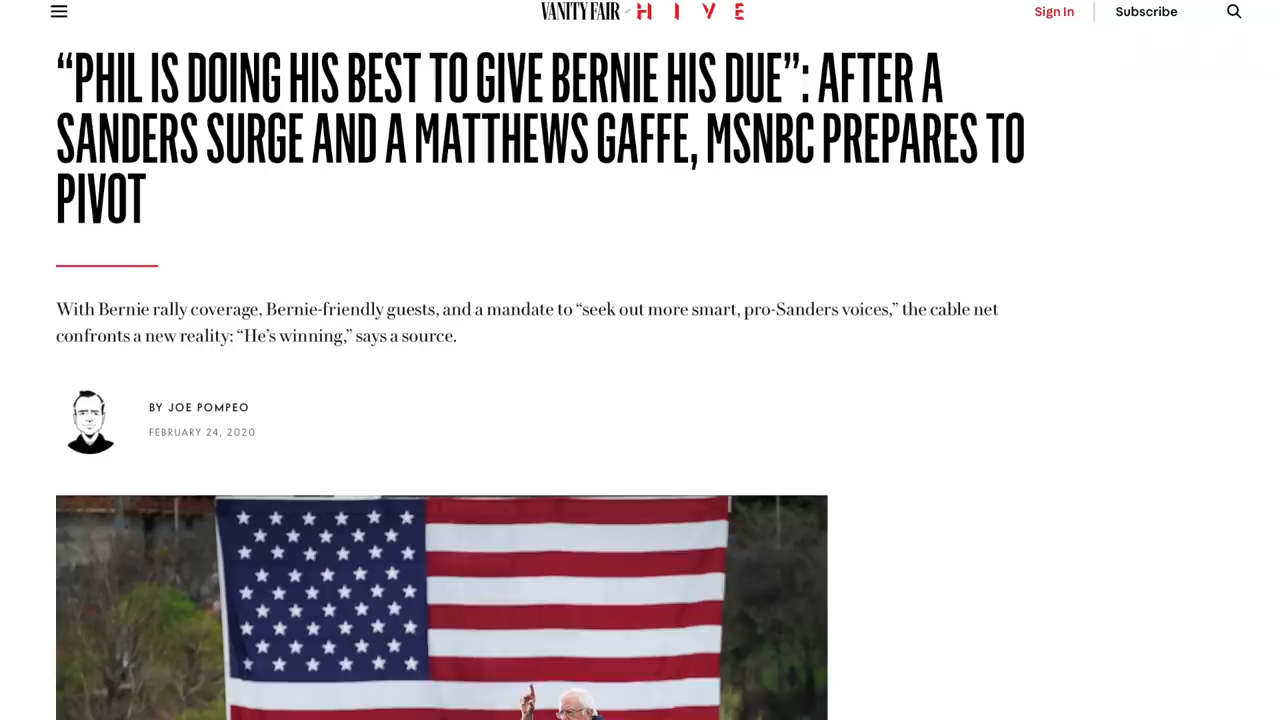 VANITY FAIR HIVE
Sign In
Subscribe
“PHIL IS DOING HIS BEST TO GIVE BERNIE HIS DUE”: AFTER A
SANDERS SURGE AND A MATTHEWS GAFFE, MSNBC PREPARES TO
PIVOT
With Bernie rally coverage, Bernie-friendly guests, and a mandate to “seek out more smart, pro-Sanders voices,” the cable net
confronts a new reality: “He’s winning,” says a source.
BY JOE POMPEO
FEBRUARY 24, 2020